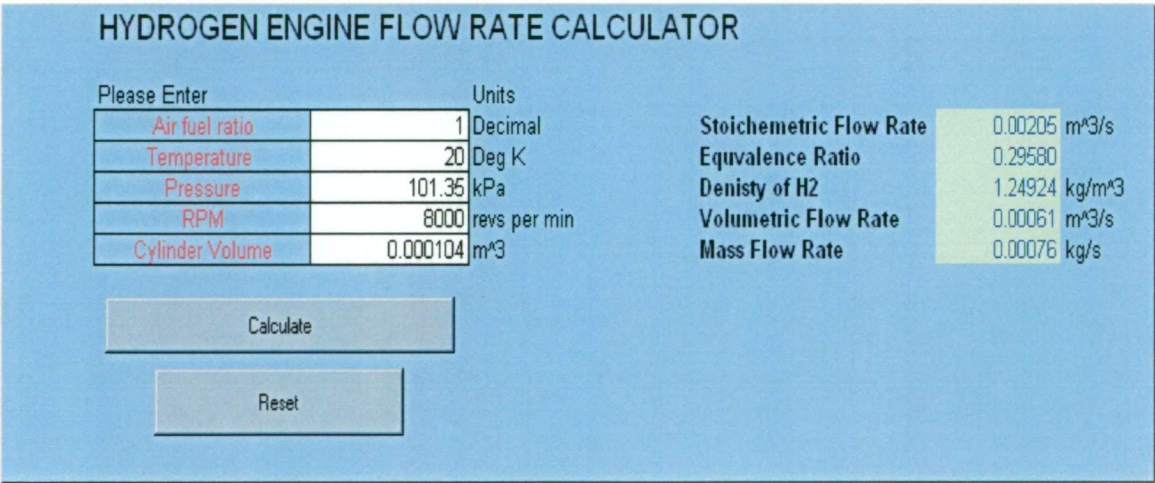 HYDROGEN ENGINE FLOW RATE CALCULATOR
Please Enter Units
Air fuel ratio 1 Decimal Stoichemetric Flow Rate 0.00205 m^3/s
Temperature 20 Deg K Equvalence Ratio 0.29580
Pressure 101.35 kPa Denisty of H2 1.24924 kg/m^3
RPM 8000 revs per min Volumetric Flow Rate 0.00061 m^3/s
Cylinder Volume 0.000104 m^3 Mass Flow Rate 0.00076 kg/s
Calculate
Reset